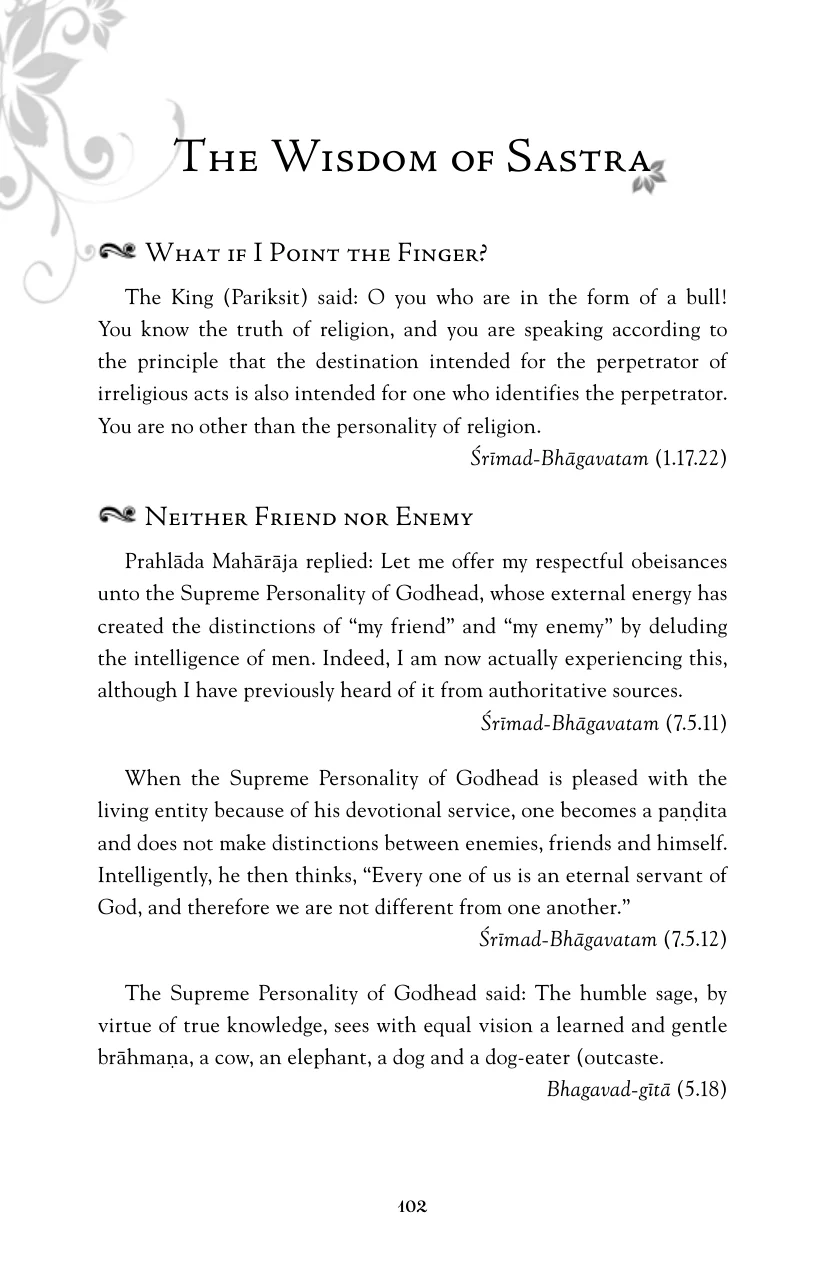 The Wisdom of Sastra
What if I Point the Finger?
The King (Pariksit) said: O you who are in the form of a bull!
You know the truth of religion, and you are speaking according to
the principle that the destination intended for the perpetrator of
irreligious acts is also intended for one who identifies the perpetrator.
You are no other than the personality of religion.
Śrīmad-Bhāgavatam (1.17.22)
Neither Friend nor Enemy
Prahlāda Mahārāja replied: Let me offer my respectful obeisances
unto the Supreme Personality of Godhead, whose external energy has
created the distinctions of “my friend” and “my enemy” by deluding
the intelligence of men. Indeed, I am now actually experiencing this,
although I have previously heard of it from authoritative sources.
Śrīmad-Bhāgavatam (7.5.11)
When the Supreme Personality of Godhead is pleased with the
living entity because of his devotional service, one becomes a paṇḍita
and does not make distinctions between enemies, friends and himself.
Intelligently, he then thinks, “Every one of us is an eternal servant of
God, and therefore we are not different from one another.”
Śrīmad-Bhāgavatam (7.5.12)
The Supreme Personality of Godhead said: The humble sage, by
virtue of true knowledge, sees with equal vision a learned and gentle
brāhmaṇa, a cow, an elephant, a dog and a dog-eater (outcaste.
Bhagavad-gītā (5.18)
102